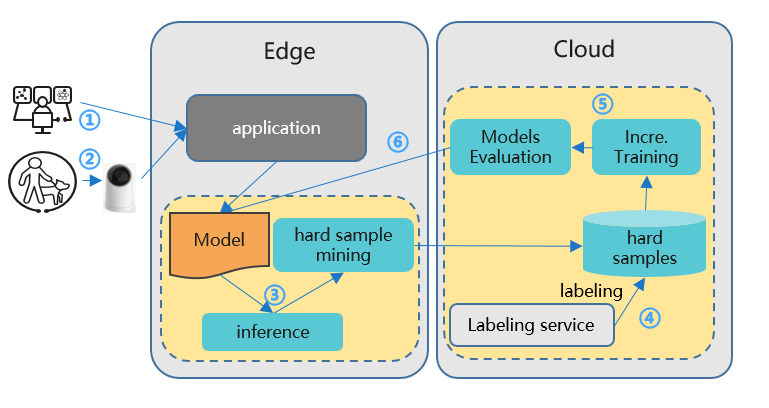 Edge
Cloud
①
②
application
⑥
⑤
Models
Evaluation
Incre.
Training
Model
hard sample
mining
hard
samples
③
inference
labeling
④
Labeling service